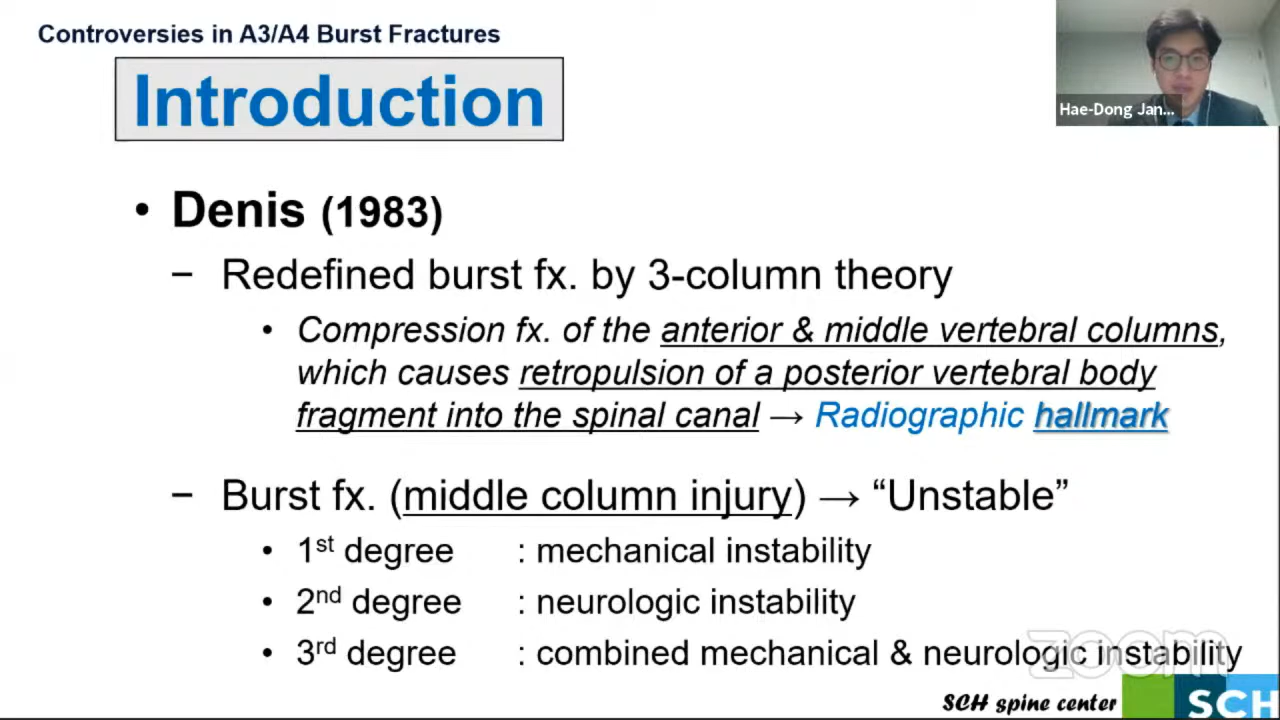 Controversies in A3/A4 Burst Fractures
Hae-Dong Jan...
Introduction
• Denis (1983)
− Redefined burst fx. by 3-column theory
• Compression fx. of the anterior & middle vertebral columns,
which causes retropulsion of a posterior vertebral body
fragment into the spinal canal → Radiographic hallmark
− Burst fx. (middle column injury) → “Unstable”
• 1st degree : mechanical instability
• 2nd degree : neurologic instability
• 3rd degree : combined mechanical & neurologic instability
zoom
SCH spine center
SCH